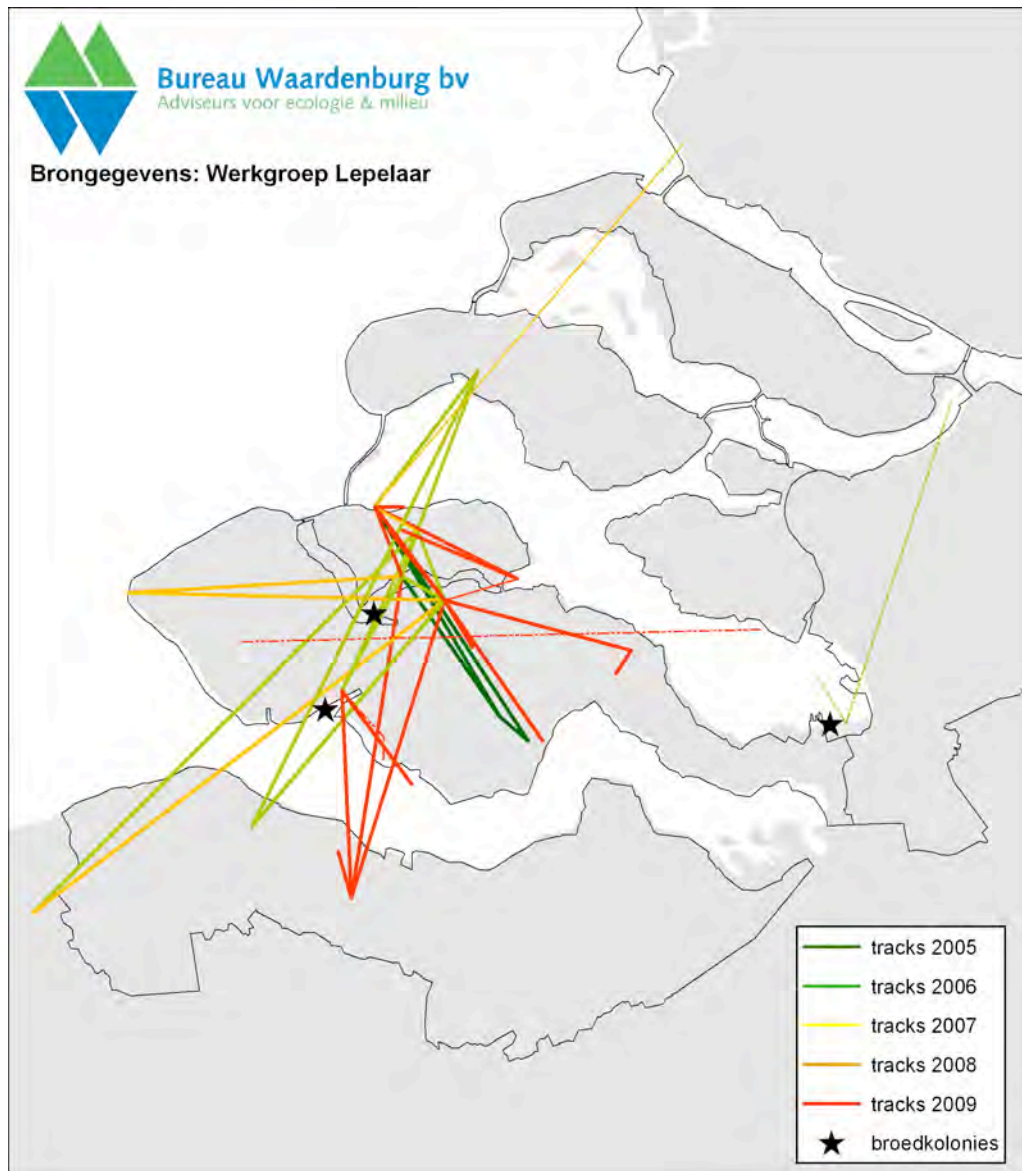 Bureau Waardenburg bv
Adviseurs voor ecologie & milieu
Brongegevens: Werkgroep Lepelaar
tracks 2005
tracks 2006
tracks 2007
tracks 2008
tracks 2009
broedkolonies